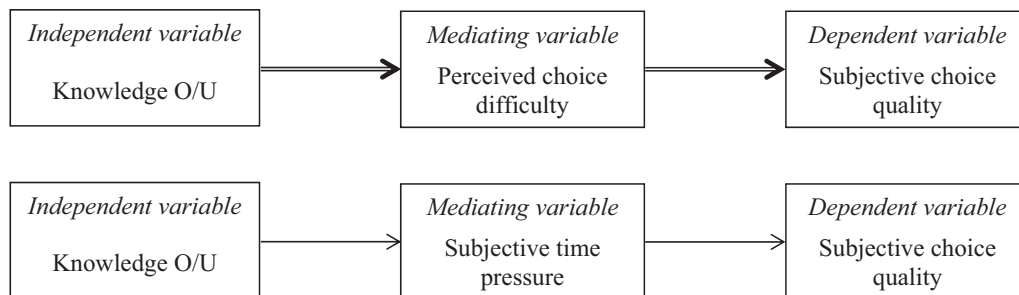 Independent variable
Knowledge O/U
Mediating variable
Perceived choice
difficulty
Dependent variable
Subjective choice
quality
Independent variable
Knowledge O/U
Mediating variable
Subjective time
pressure
Dependent variable
Subjective choice
quality